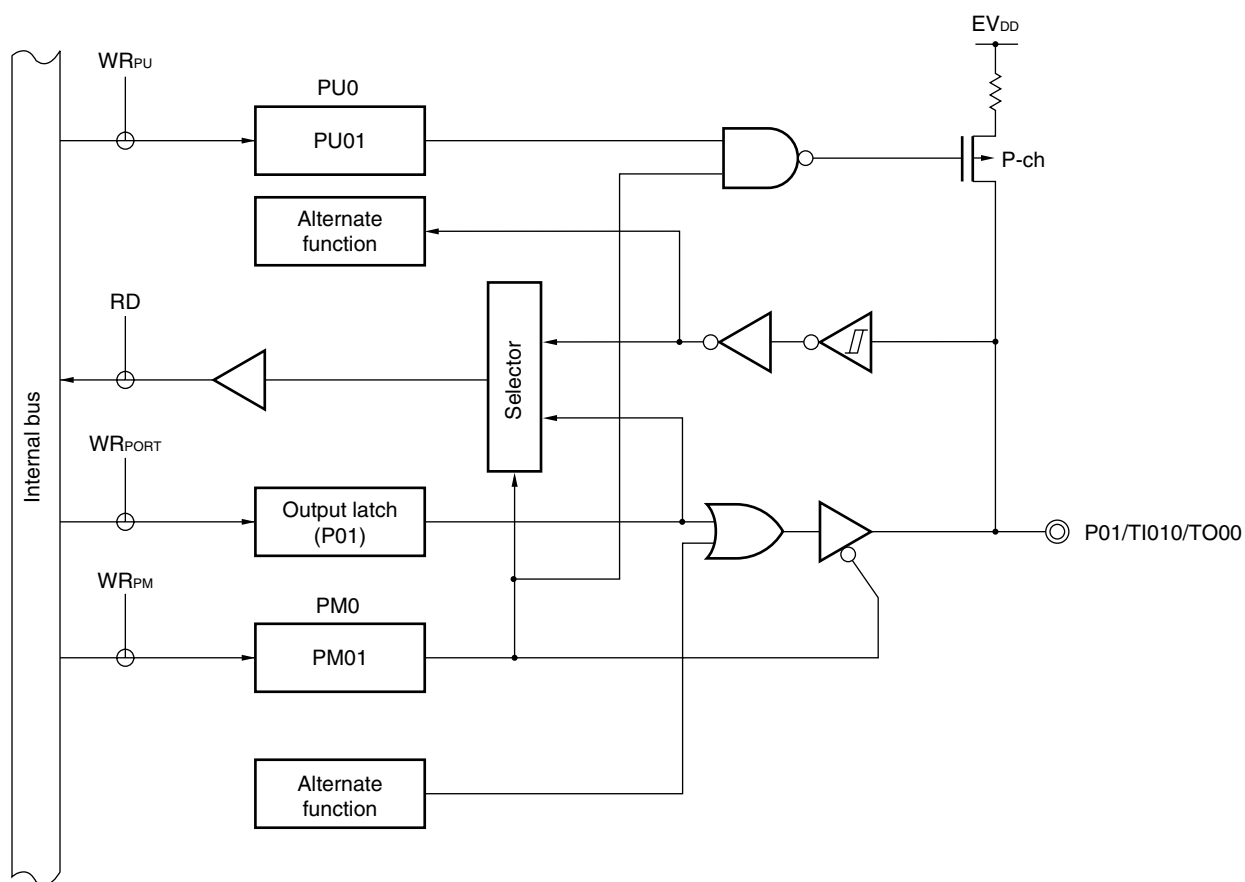 EVDD
WRPU
PU0
PU01
P-ch
Alternate
function
RD
Selector
Internal bus
WRPORT
Output latch
(P01)
P01/TI010/TO00
WRPM
PM0
PM01
Alternate
function